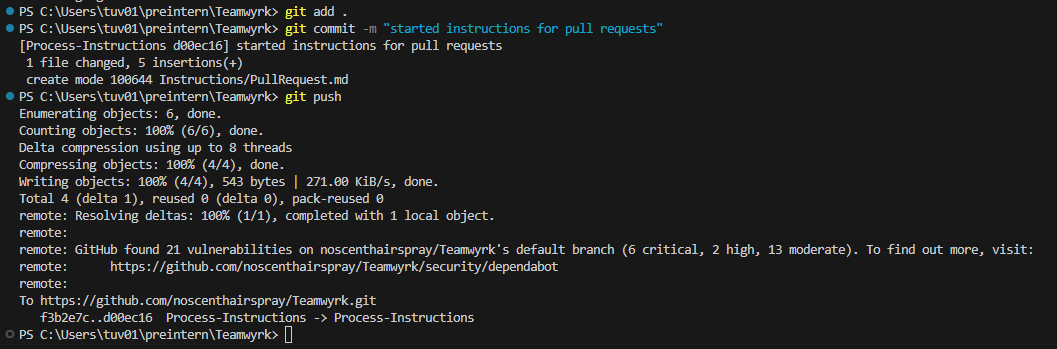 PS C:\Users\tuv01\preintern\Teamwyrk> git add .
PS C:\Users\tuv01\preintern\Teamwyrk> git commit -m "started instructions for pull requests"
[Process-Instructions d00ec16] started instructions for pull requests
 1 file changed, 5 insertions(+)
 create mode 100644 Instructions/PullRequest.md
PS C:\Users\tuv01\preintern\Teamwyrk> git push
Enumerating objects: 6, done.
Counting objects: 100% (6/6), done.
Delta compression using up to 8 threads
Compressing objects: 100% (4/4), done.
Writing objects: 100% (4/4), 543 bytes | 271.00 KiB/s, done.
Total 4 (delta 1), reused 0 (delta 0), pack-reused 0
remote: Resolving deltas: 100% (1/1), completed with 1 local object.
remote:
remote: GitHub found 21 vulnerabilities on noscenthairspray/Teamwyrk's default branch (6 critical, 2 high, 13 moderate). To find out more, visit:
remote:      https://github.com/noscenthairspray/Teamwyrk/security/dependabot
remote:
To https://github.com/noscenthairspray/Teamwyrk.git
   f3b2e7c..d00ec16  Process-Instructions -> Process-Instructions
PS C:\Users\tuv01\preintern\Teamwyrk>